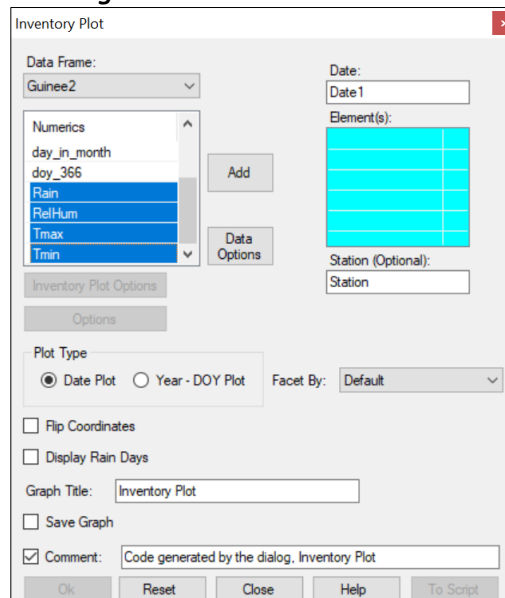 Inventory Plot
Data Frame:
Guinee2
Date:
Date1
Numerics
day_in_month
doy_366
Rain
RelHum
Tmax
Tmin
Add
Data
Options
Element(s):
Station (Optional):
Station
Inventory Plot Options
Options
Plot Type
Date Plot
Year - DOY Plot
Facet By:
Default
Flip Coordinates
Display Rain Days
Graph Title:
Inventory Plot
Save Graph
Comment:
Code generated by the dialog, Inventory Plot
Ok
Reset
Close
Help
To Script